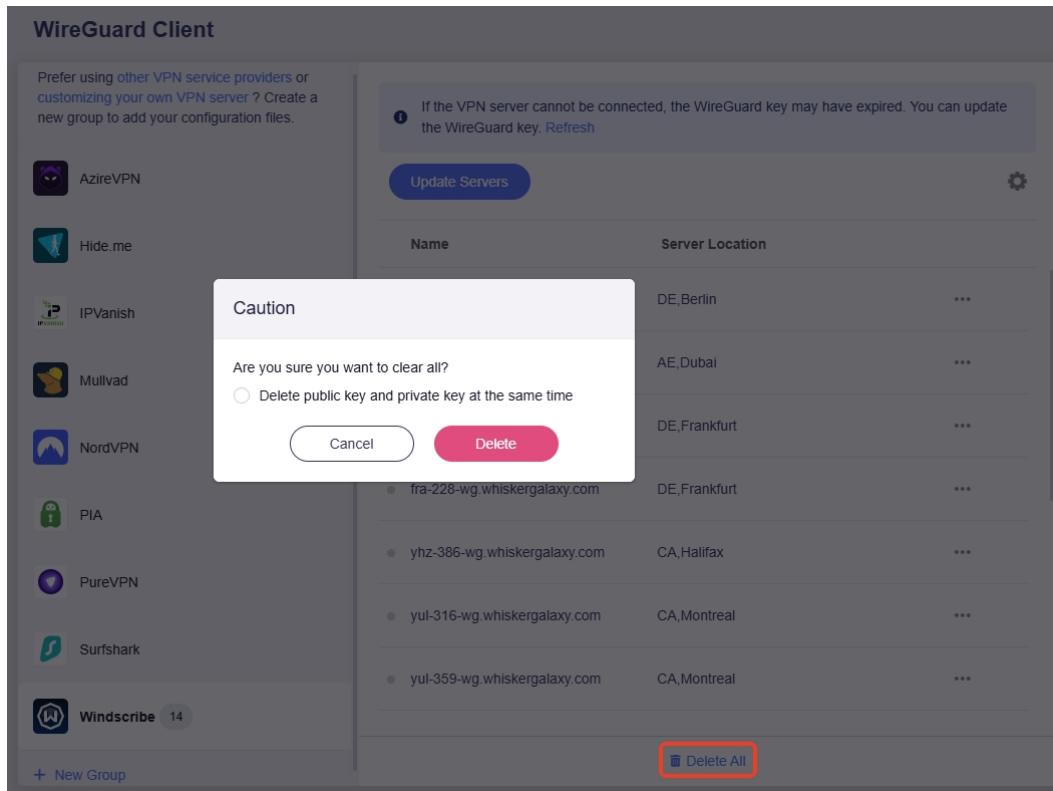 WireGuard Client
Prefer using other VPN service providers or
customizing your own VPN server ? Create a
new group to add your configuration files.
AzireVPN
Hide.me
IPVanish
Mullvad
NordVPN
PIA
PureVPN
Surfshark
Windscribe 14
+ New Group
If the VPN server cannot be connected, the WireGuard key may have expired. You can update
the WireGuard key. Refresh
Update Servers
Name Server Location
DE,Berlin
AE,Dubai
DE,Frankfurt
fra-228-wg.whiskergalaxy.com DE,Frankfurt
yhz-386-wg.whiskergalaxy.com CA,Halifax
yul-316-wg.whiskergalaxy.com CA,Montreal
yul-359-wg.whiskergalaxy.com CA,Montreal
Delete All
Caution
Are you sure you want to clear all?
Delete public key and private key at the same time
Cancel Delete